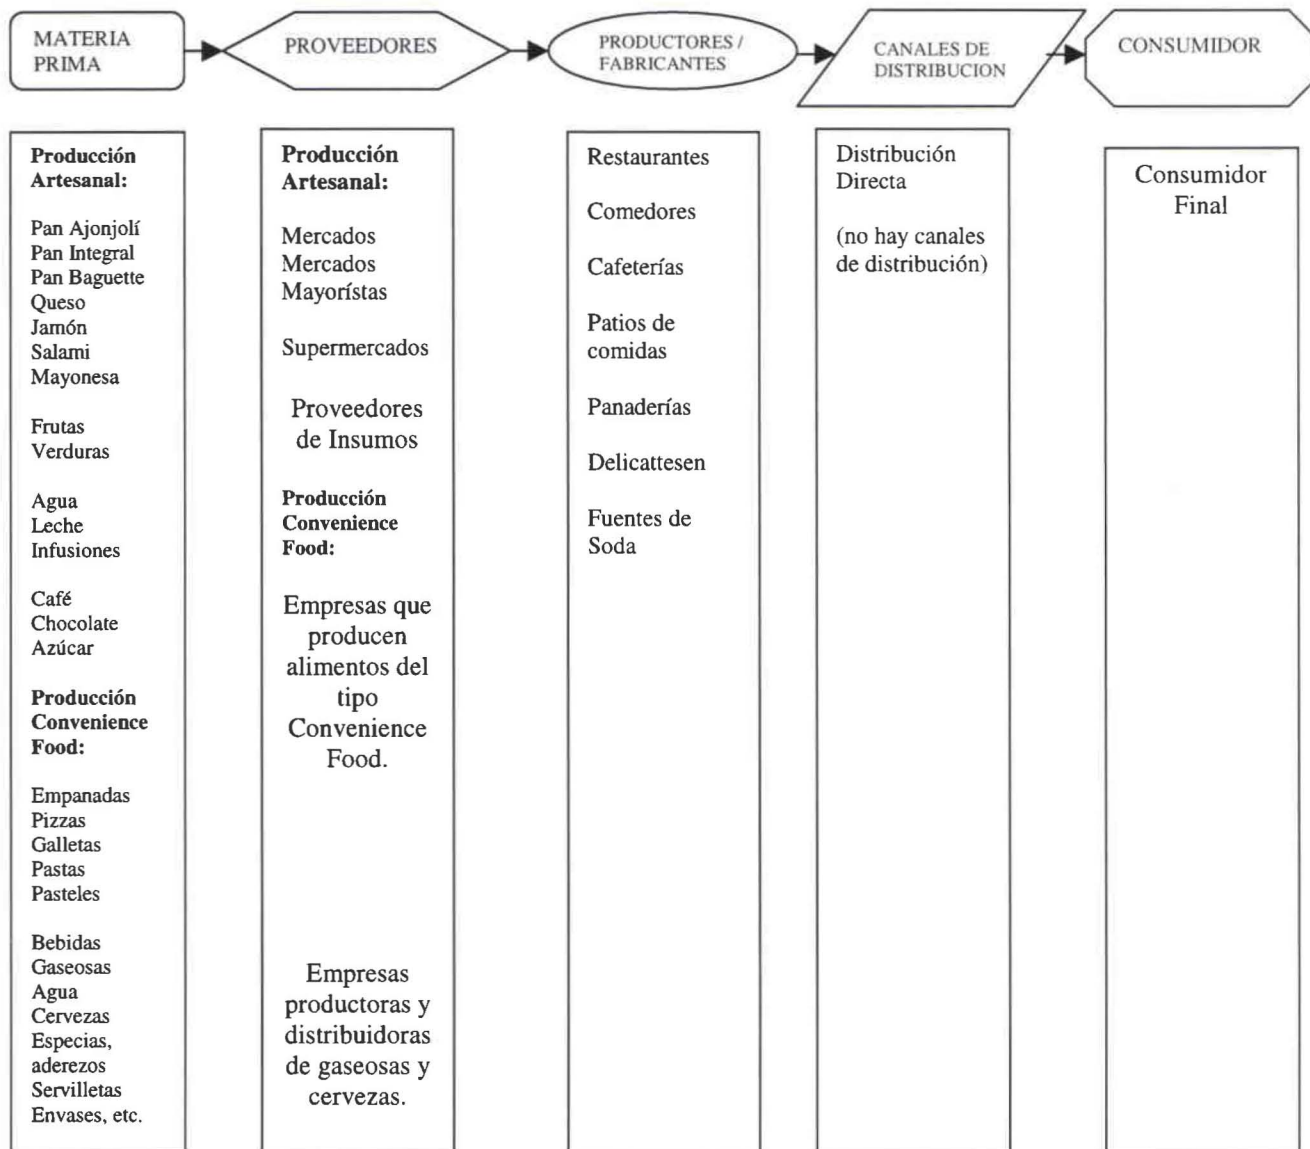 MATERIA
PRIMA
PROVEEDORES
PRODUCTORES /
FABRICANTES
CANALES DE
DISTRIBUCION
CONSUMIDOR
Producción
Artesanal:
Pan Ajonjolí
Pan Integral
Pan Baguette
Queso
Jamón
Salami
Mayonesa
Frutas
Verduras
Agua
Leche
Infusiones
Café
Chocolate
Azúcar
Producción
Convenience
Food:
Empanadas
Pizzas
Galletas
Pastas
Pasteles
Bebidas
Gaseosas
Agua
Cervezas
Especias,
aderezos
Servilletas
Envases, etc.
Producción
Artesanal:
Mercados
Mercados
Mayorístas
Supermercados
Proveedores
de Insumos
Producción
Convenience
Food:
Empresas que
producen
alimentos del
tipo
Convenience
Food.
Empresas
productoras y
distribuidoras
de gaseosas y
cervezas.
Restaurantes
Comedores
Cafeterías
Patios de
comidas
Panaderías
Delicattesen
Fuentes de
Soda
Distribución
Directa
(no hay canales
de distribución)
Consumidor
Final